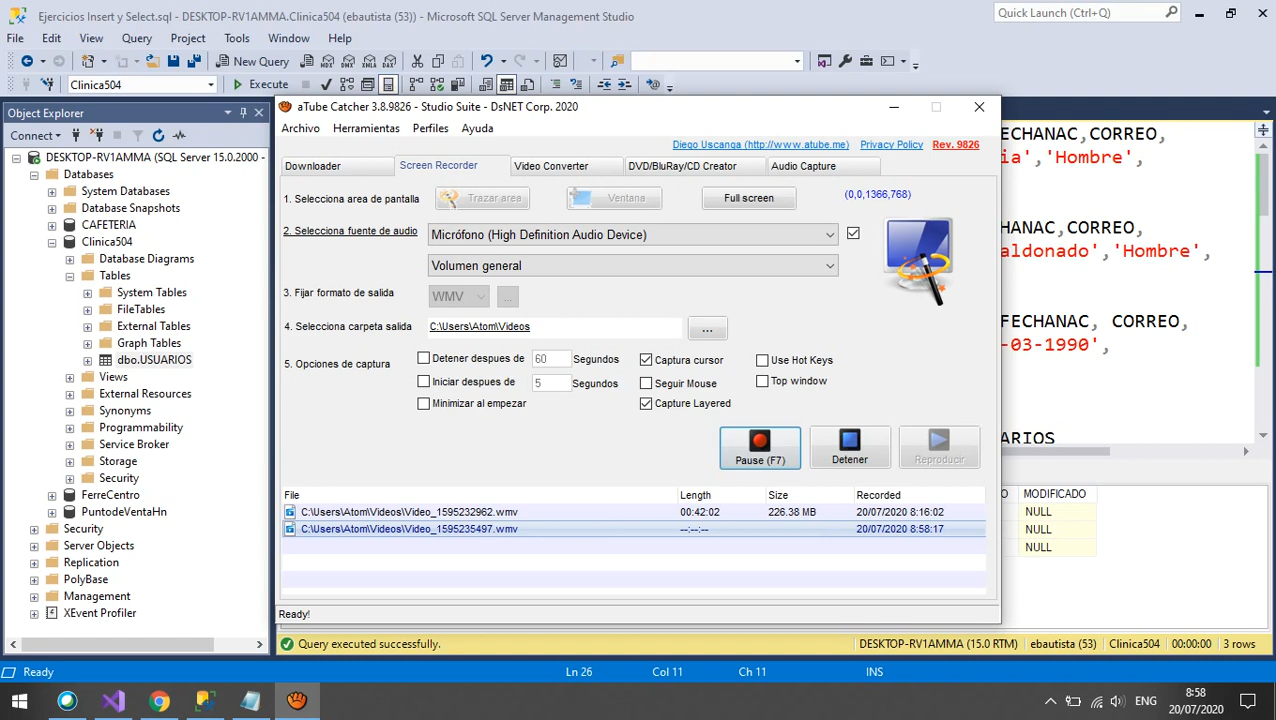 Ejercicios Insert y Select.sql - DESKTOP-RV1AMMA.Clinica504 (ebautista (53)) - Microsoft SQL Server Management Studio
Quick Launch (Ctrl+Q)
File Edit View Query Project Tools Window Help
New Query
MDX DMX XMLA DAX
Clinica504
Execute
Object Explorer
Connect
DESKTOP-RV1AMMA (SQL Server 15.0.2000 -
Databases
System Databases
Database Snapshots
CAFETERIA
Clinica504
Database Diagrams
Tables
System Tables
FileTables
External Tables
Graph Tables
dbo.USUARIOS
Views
External Resources
Synonyms
Programmability
Service Broker
Storage
Security
FerreCentro
PuntodeVentaHn
Security
Server Objects
Replication
PolyBase
Management
XEvent Profiler
aTube Catcher 3.8.9826 - Studio Suite - DsNET Corp. 2020
Archivo Herramientas Perfiles Ayuda
Diego Uscanga (http://www.atube.me) Privacy Policy Rev. 9826
Downloader Screen Recorder Video Converter DVD/BluRay/CD Creator Audio Capture
1. Selecciona area de pantalla Trazar area Ventana Full screen (0,0,1366,768)
2. Selecciona fuente de audio Micrófono (High Definition Audio Device)
Volumen general
3. Fijar formato de salida WMV ...
4. Selecciona carpeta salida C:\Users\Atom\Videos ...
5. Opciones de captura
Detener despues de 60 Segundos Captura cursor Use Hot Keys
Iniciar despues de 5 Segundos Seguir Mouse Top window
Minimizar al empezar Capture Layered
Pause (F7) Detener Reproducir
File Length Size Recorded
C:\Users\Atom\Videos\Video_1595232962.wmv 00:42:02 226.38 MB 20/07/2020 8:16:02
C:\Users\Atom\Videos\Video_1595235497.wmv --:--:-- 20/07/2020 8:58:17
Ready!
ECHANAC,CORREO,
ia','Hombre',
ECHANAC,CORREO,
aldonado','Hombre',
FECHANAC, CORREO,
-03-1990',
ARIOS
O MODIFICADO
NULL
NULL
NULL
Query executed successfully. DESKTOP-RV1AMMA (15.0 RTM) ebautista (53) Clinica504 00:00:00 3 rows
Ready Ln 26 Col 11 Ch 11 INS
ENG 8:58
20/07/2020